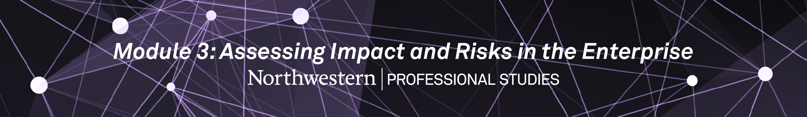 Module 3: Assessing Impact and Risks in the Enterprise
Northwestern | PROFESSIONAL STUDIES